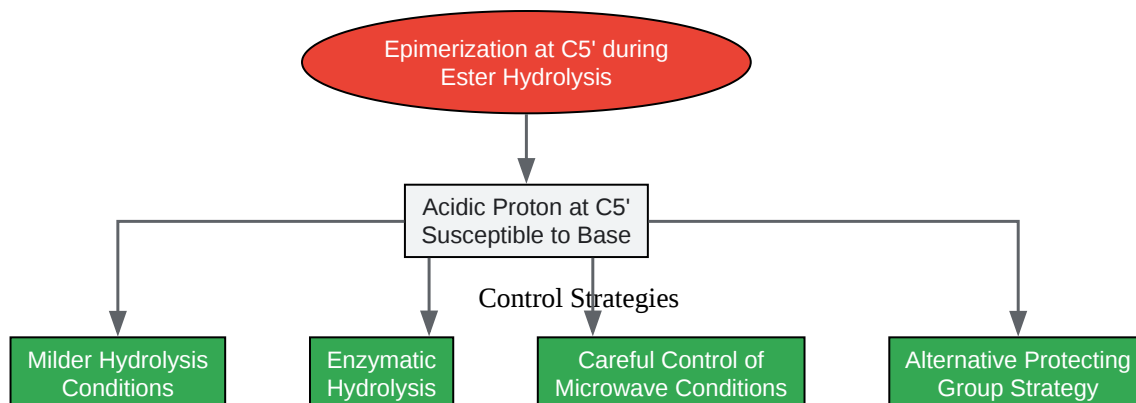 Epimerization at C5' during
Ester Hydrolysis
Acidic Proton at C5'
Susceptible to Base
Control Strategies
Milder Hydrolysis
Conditions
Enzymatic
Hydrolysis
Careful Control of
Microwave Conditions
Alternative Protecting
Group Strategy